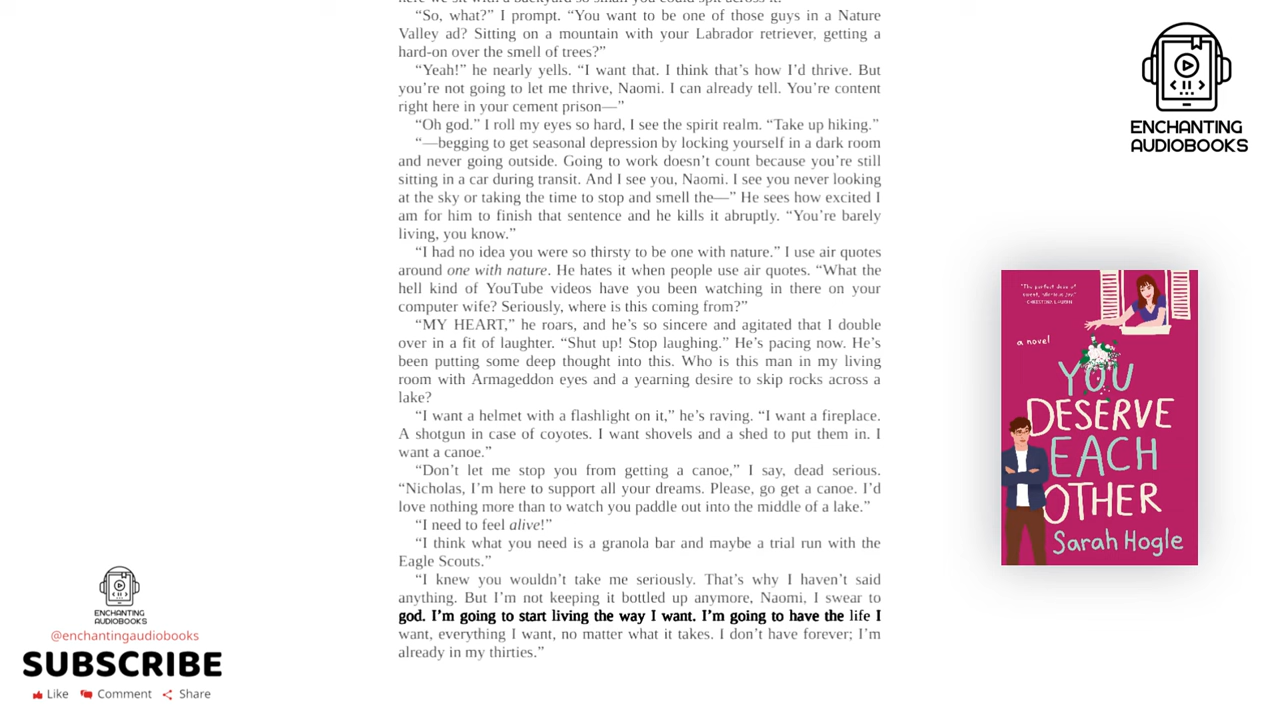 here we sit with a backyard so small you could spit across it.
“So, what?” I prompt. “You want to be one of those guys in a Nature
Valley ad? Sitting on a mountain with your Labrador retriever, getting a
hard-on over the smell of trees?”
“Yeah!” he nearly yells. “I want that. I think that’s how I’d thrive. But
you’re not going to let me thrive, Naomi. I can already tell. You’re content
right here in your cement prison—”
“Oh god.” I roll my eyes so hard, I see the spirit realm. “Take up hiking.”
“—begging to get seasonal depression by locking yourself in a dark room
and never going outside. Going to work doesn’t count because you’re still
sitting in a car during transit. And I see you, Naomi. I see you never looking
at the sky or taking the time to stop and smell the—” He sees how excited I
am for him to finish that sentence and he kills it abruptly. “You’re barely
living, you know.”
“I had no idea you were so thirsty to be one with nature.” I use air quotes
around one with nature. He hates it when people use air quotes. “What the
hell kind of YouTube videos have you been watching in there on your
computer wife? Seriously, where is this coming from?”
“MY HEART,” he roars, and he’s so sincere and agitated that I double
over in a fit of laughter. “Shut up! Stop laughing.” He’s pacing now. He’s
been putting some deep thought into this. Who is this man in my living
room with Armageddon eyes and a yearning desire to skip rocks across a
lake?
“I want a helmet with a flashlight on it,” he’s raving. “I want a fireplace.
A shotgun in case of coyotes. I want shovels and a shed to put them in. I
want a canoe.”
“Don’t let me stop you from getting a canoe,” I say, dead serious.
“Nicholas, I’m here to support all your dreams. Please, go get a canoe. I’d
love nothing more than to watch you paddle out into the middle of a lake.”
“I need to feel alive!”
“I think what you need is a granola bar and maybe a trial run with the
Eagle Scouts.”
“I knew you wouldn’t take me seriously. That’s why I haven’t said
anything. But I’m not keeping it bottled up anymore, Naomi, I swear to
god. I’m going to start living the way I want. I’m going to have the life I
want, everything I want, no matter what it takes. I don’t have forever; I’m
already in my thirties.”
ENCHANTING
AUDIOBOOKS
"The perfect dose of
CHRISTINA LAUREN
a novel
YOU
DESERVE
EACH
OTHER
Sarah Hogle
ENCHANTING
AUDIOBOOKS
@enchantingaudiobooks
SUBSCRIBE
Like Comment Share